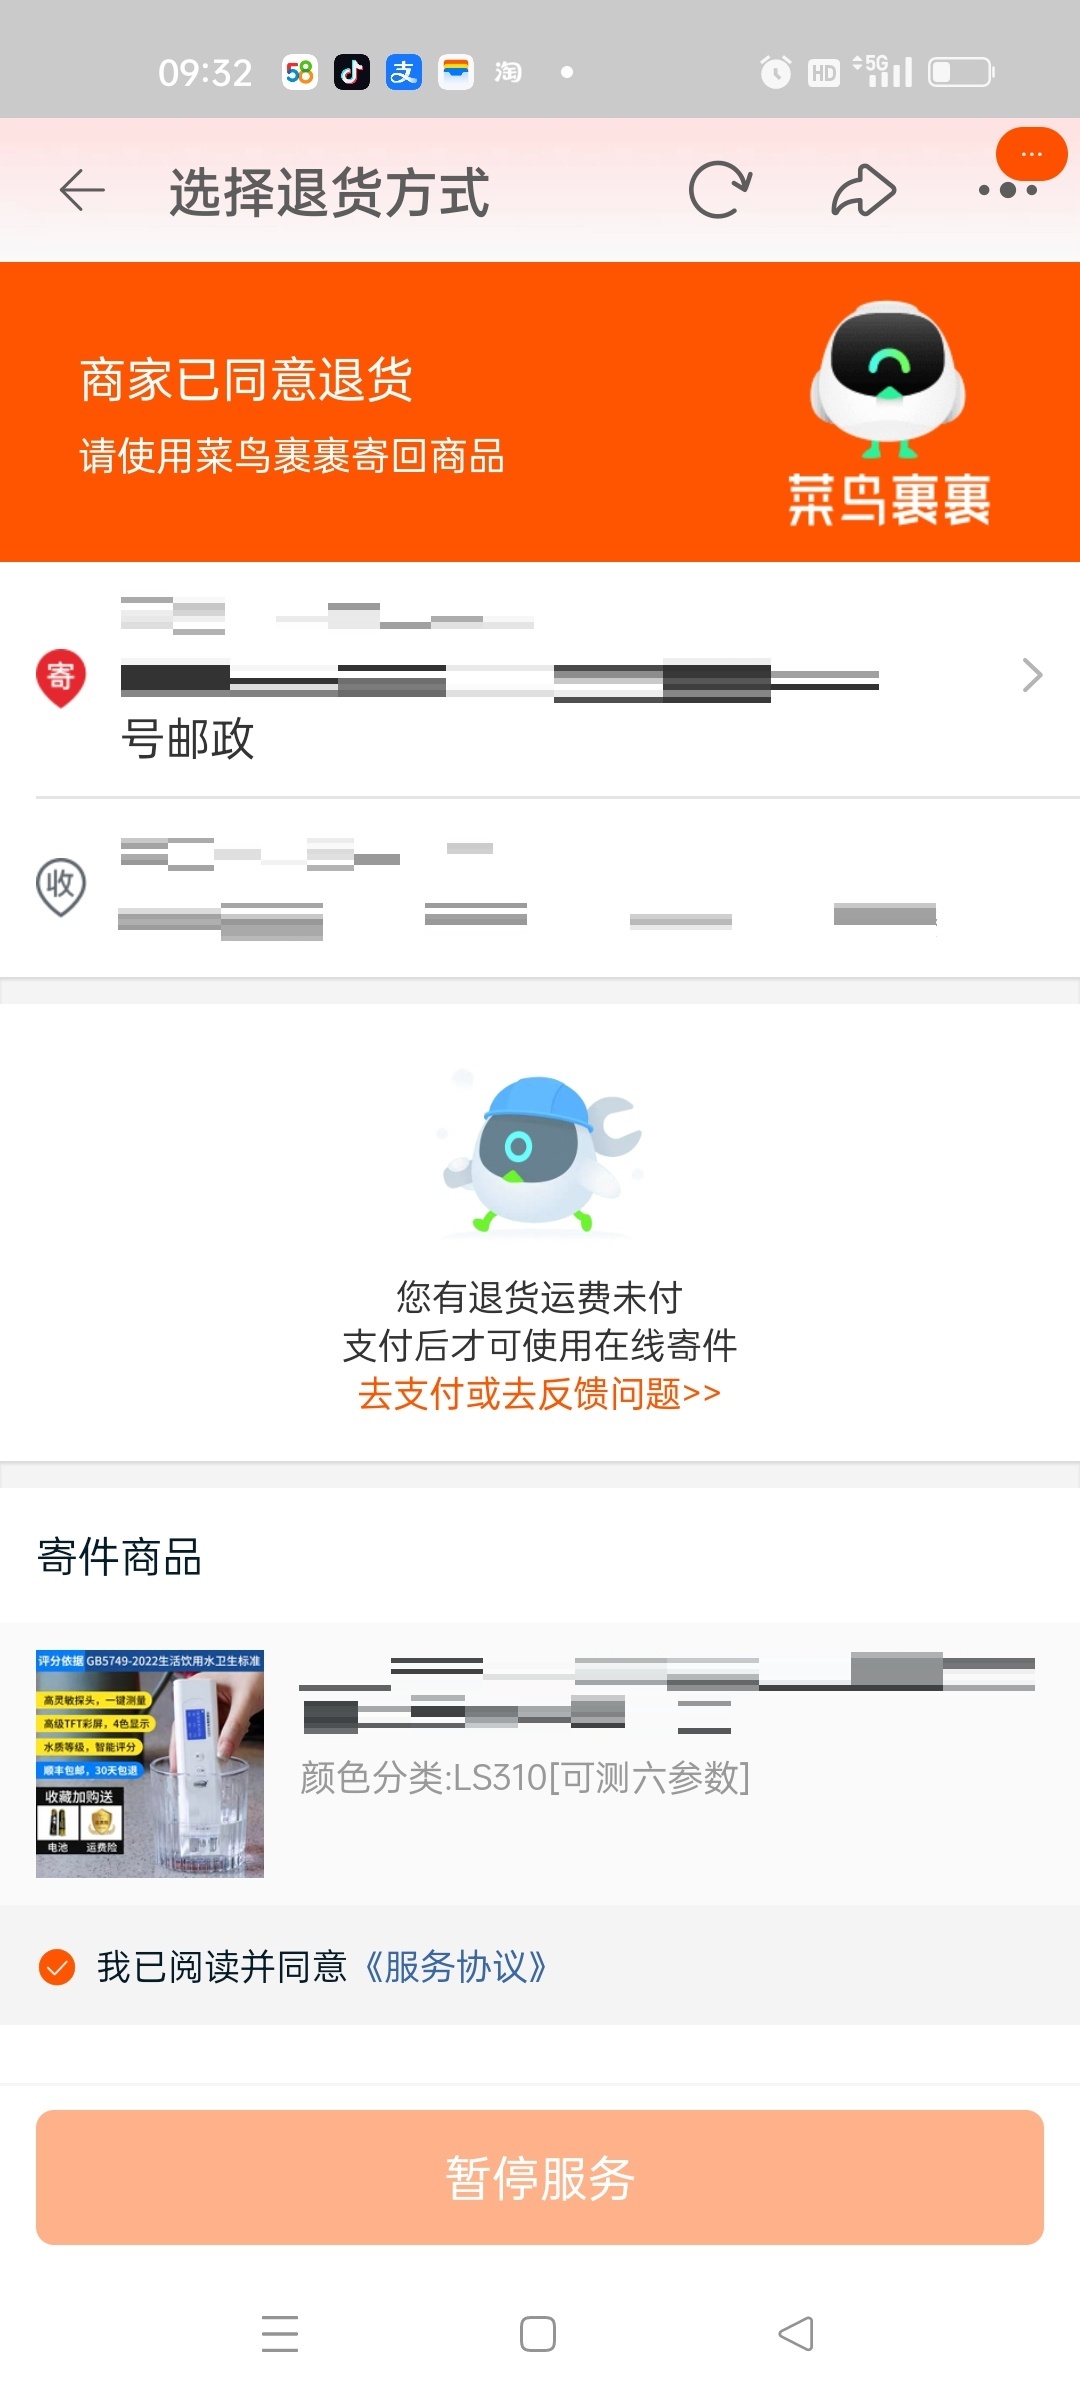 09:32
58
支
淘
HD
5G
选择退货方式
商家已同意退货
请使用菜鸟裹裹寄回商品
菜鸟裹裹
寄
号邮政
收
您有退货运费未付
支付后才可使用在线寄件
去支付或去反馈问题>>
寄件商品
评分依据 GB5749-2022生活饮用水卫生标准
高灵敏探头，一键测量
高级TFT彩屏，4色显示
水质等级，智能评分
顺丰包邮，30天包退
收藏加购送
电池 运费险
颜色分类:LS310[可测六参数]
我已阅读并同意《服务协议》
暂停服务